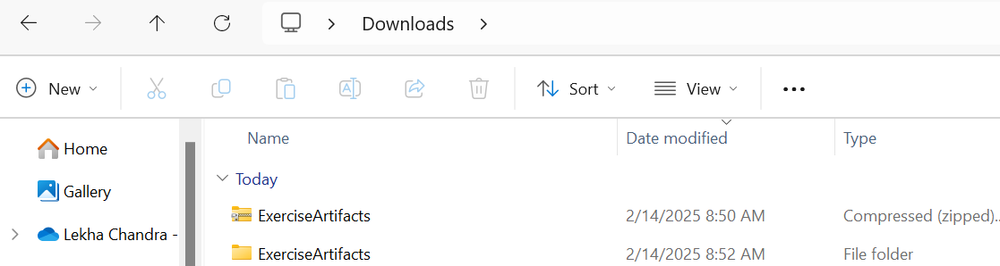 Downloads
New Sort View
Name Date modified Type
Home
Today
Gallery
ExerciseArtifacts 2/14/2025 8:50 AM Compressed (zipped)...
Lekha Chandra -
ExerciseArtifacts 2/14/2025 8:52 AM File folder